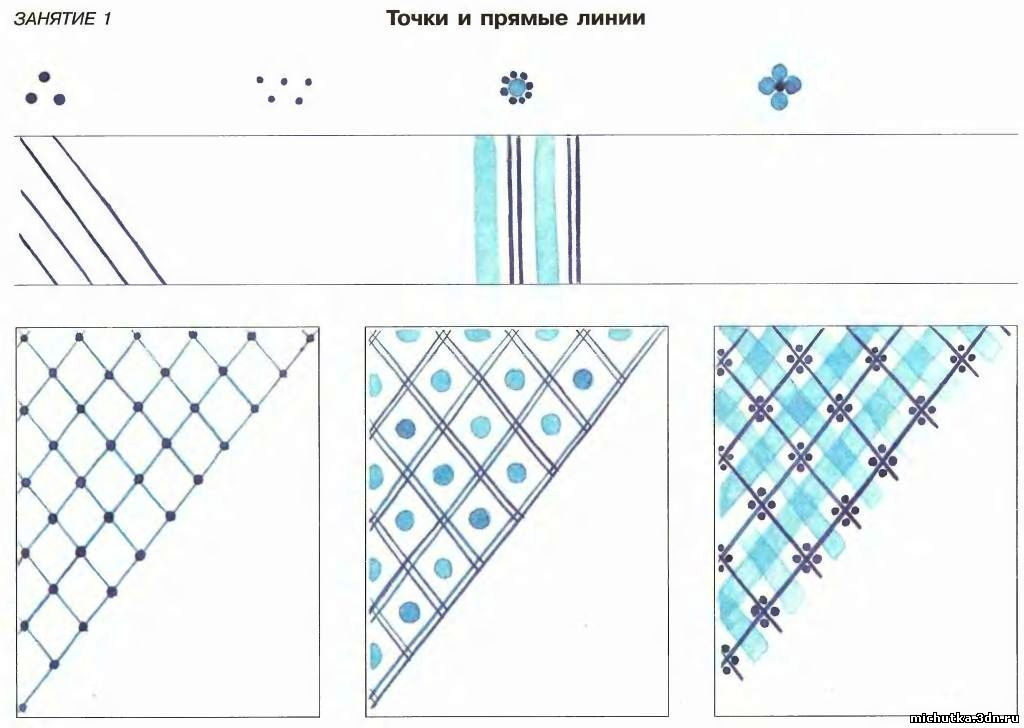 ЗАНЯТИЕ 1
Точки и прямые линии
michutka.3dn.ru